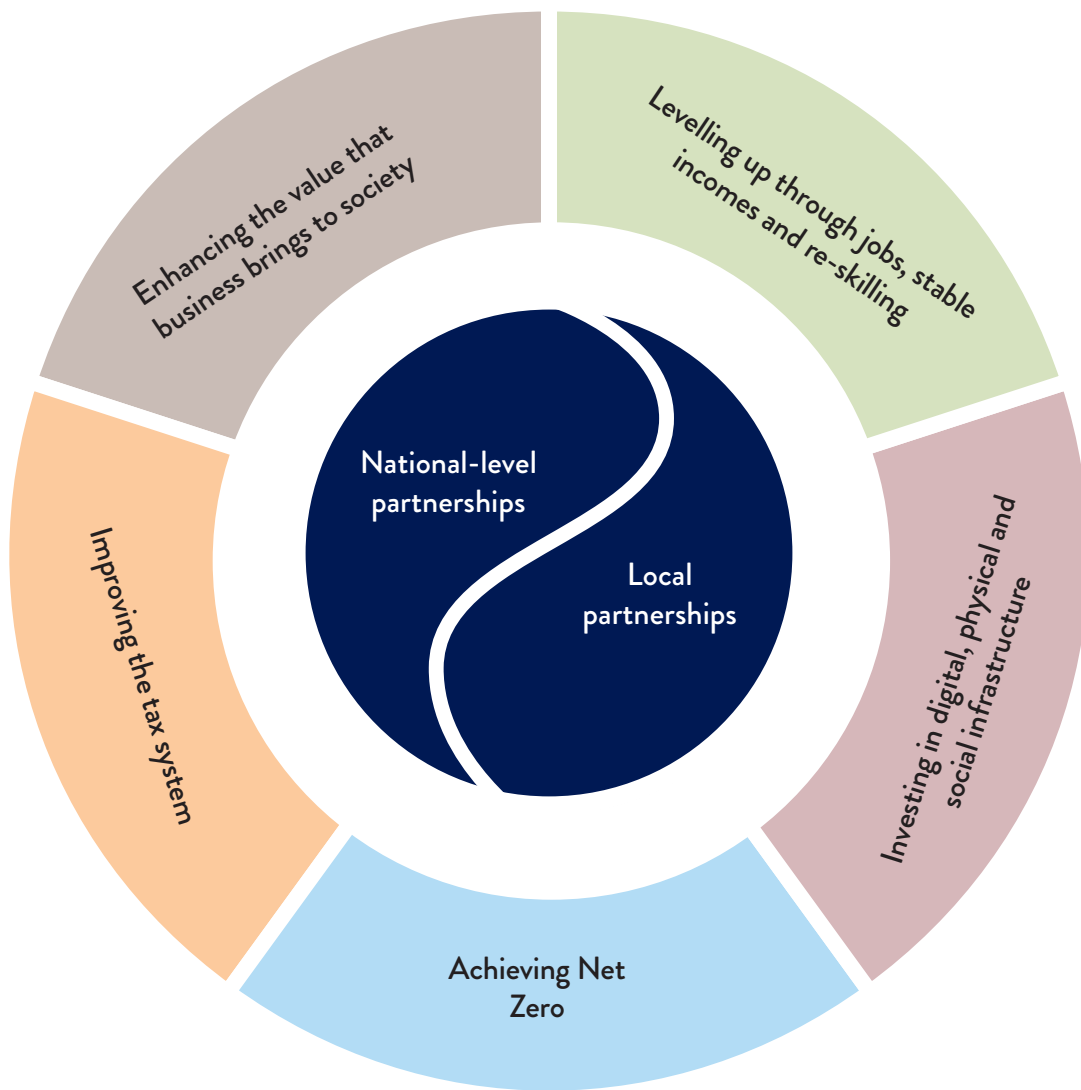 Enhancing the value that
business brings to society
Levelling up through jobs, stable
incomes and re-skilling
National-level
partnerships
Local
partnerships
Improving the tax system
Investing in digital, physical and
social infrastructure
Achieving Net
Zero